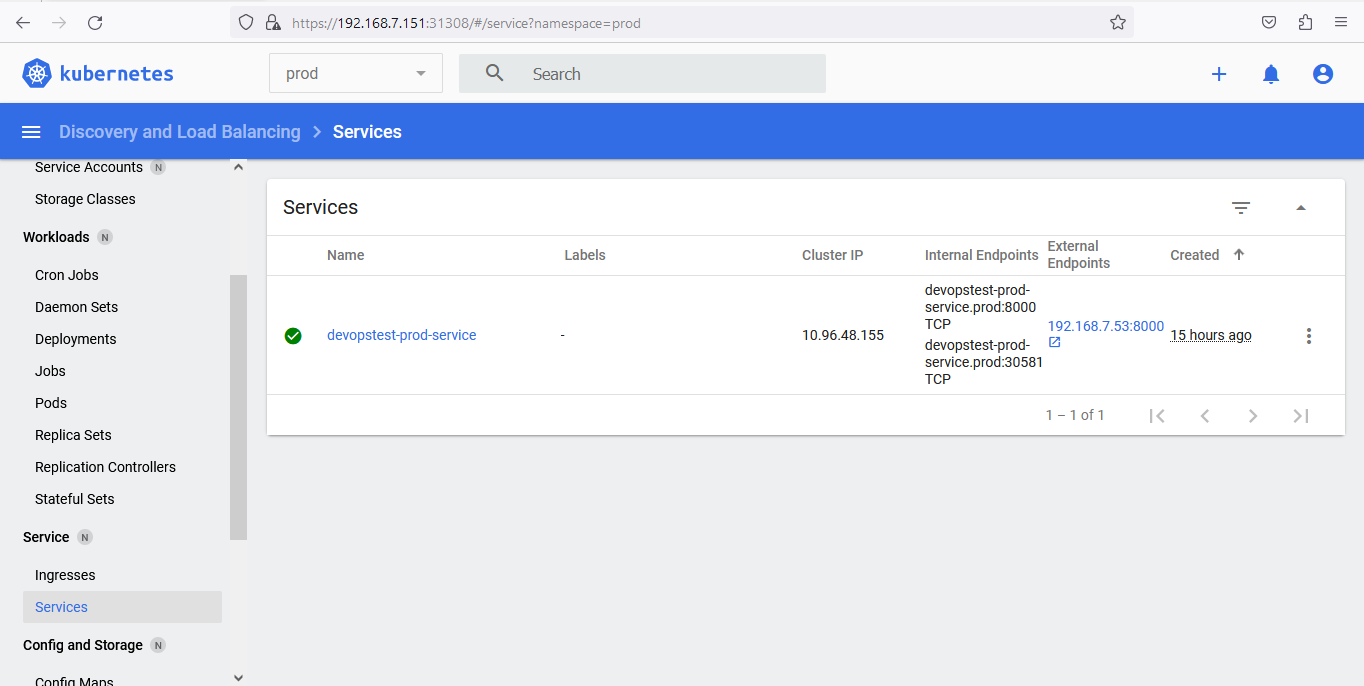 https://192.168.7.151:31308/#/service?namespace=prod
kubernetes
prod
Search
Discovery and Load Balancing
Services
Service Accounts N
Storage Classes
Workloads N
Cron Jobs
Daemon Sets
Deployments
Jobs
Pods
Replica Sets
Replication Controllers
Stateful Sets
Service N
Ingresses
Services
Config and Storage N
Config Maps
Services
Name Labels Cluster IP Internal Endpoints External
Endpoints Created
devopstest-prod-service - 10.96.48.155
devopstest-prod-
service.prod:8000
TCP
devopstest-prod-
service.prod:30581
TCP
192.168.7.53:8000
15 hours ago
1 – 1 of 1